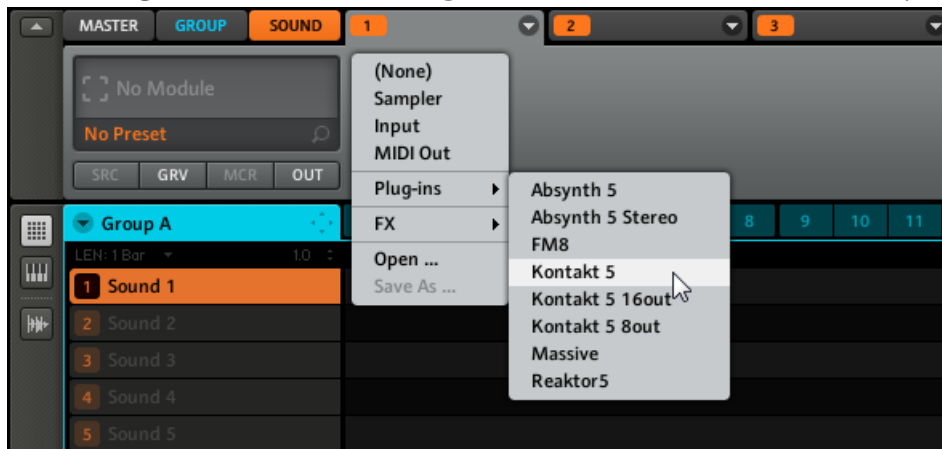 MASTER GROUP SOUND 1 2 3
No Module
No Preset
SRC GRV MCR OUT
(None)
Sampler
Input
MIDI Out
Plug-ins
FX
Open ...
Save As ...
Absynth 5
Absynth 5 Stereo
FM8
Kontakt 5
Kontakt 5 16out
Kontakt 5 8out
Massive
Reaktor5
Group A
8 9 10 11
LEN: 1 Bar 1.0
1 Sound 1
2 Sound 2
3 Sound 3
4 Sound 4
5 Sound 5